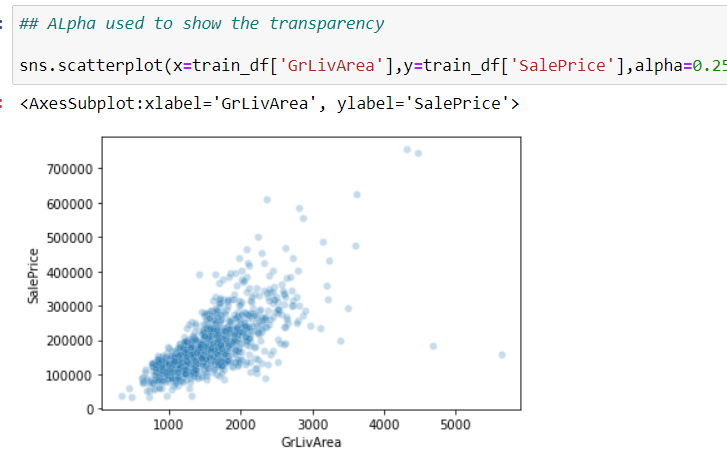 : ## ALpha used to show the transparency
sns.scatterplot(x=train_df['GrLivArea'],y=train_df['SalePrice'],alpha=0.25
: <AxesSubplot:xlabel='GrLivArea', ylabel='SalePrice'>
700000
600000
500000
400000
300000
200000
100000
0
SalePrice
1000 2000 3000 4000 5000
GrLivArea